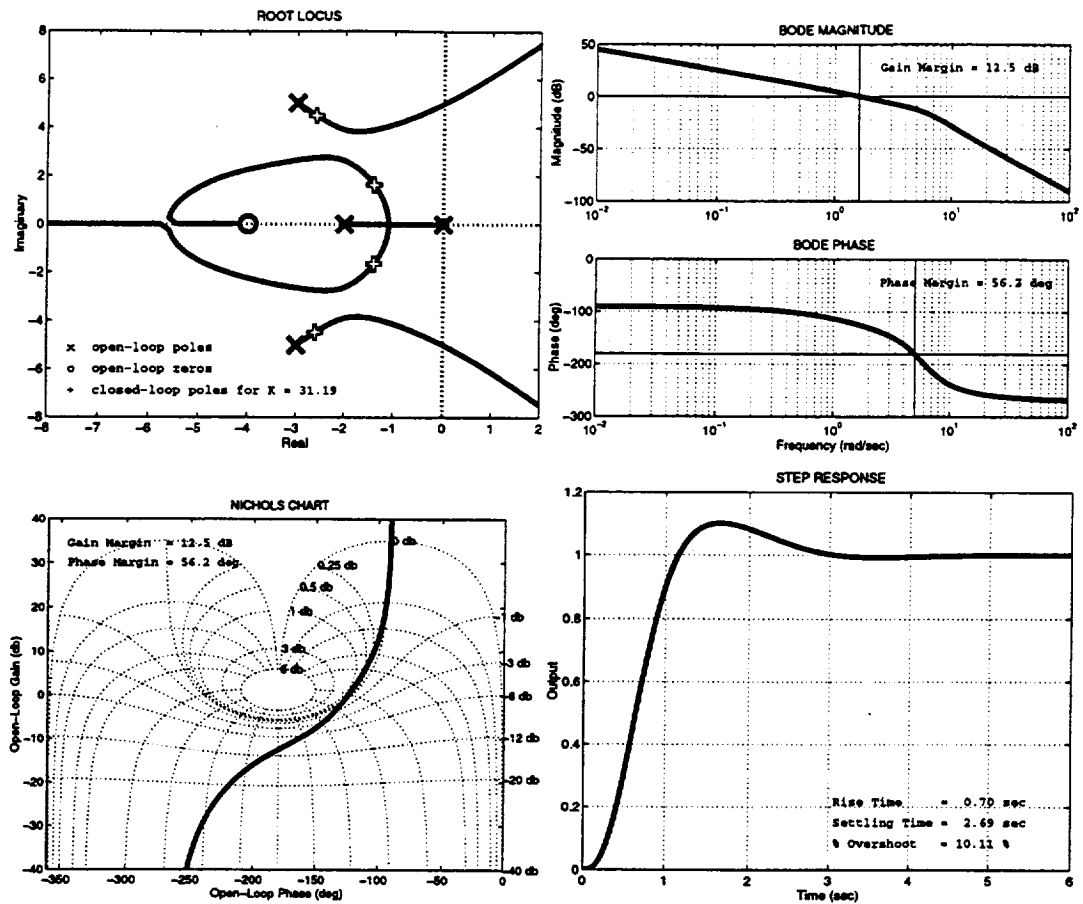 ROOT LOCUS
8
6
4
2
0
-2
-4
-6
-8
Imaginary
× open-loop poles
o open-loop zeros
+ closed-loop poles for K = 31.19
-8 -7 -6 -5 -4 -3 -2 -1 0 1 2
Real
BODE MAGNITUDE
50
0
-50
-100
Magnitude (dB)
Gain Margin = 12.5 dB
10^-2 10^-1 10^0 10^1 10^2
BODE PHASE
0
-100
-200
-300
Phase (deg)
Phase Margin = 56.2 deg
10^-2 10^-1 10^0 10^1 10^2
Frequency (rad/sec)
NICHOLS CHART
40
30
20
10
0
-10
-20
-30
-40
Open-Loop Gain (db)
Gain Margin = 12.5 dB
Phase Margin = 56.2 deg
0 db
0.25 db
0.5 db
1 db
3 db
6 db
-1 db
-3 db
-6 db
-12 db
-20 db
-40 db
-350 -300 -250 -200 -150 -100 -50 0
Open-Loop Phase (deg)
STEP RESPONSE
1.2
1
0.8
0.6
0.4
0.2
0
Output
Rise Time = 0.70 sec
Settling Time = 2.69 sec
% Overshoot = 10.11 %
0 1 2 3 4 5 6
Time (sec)